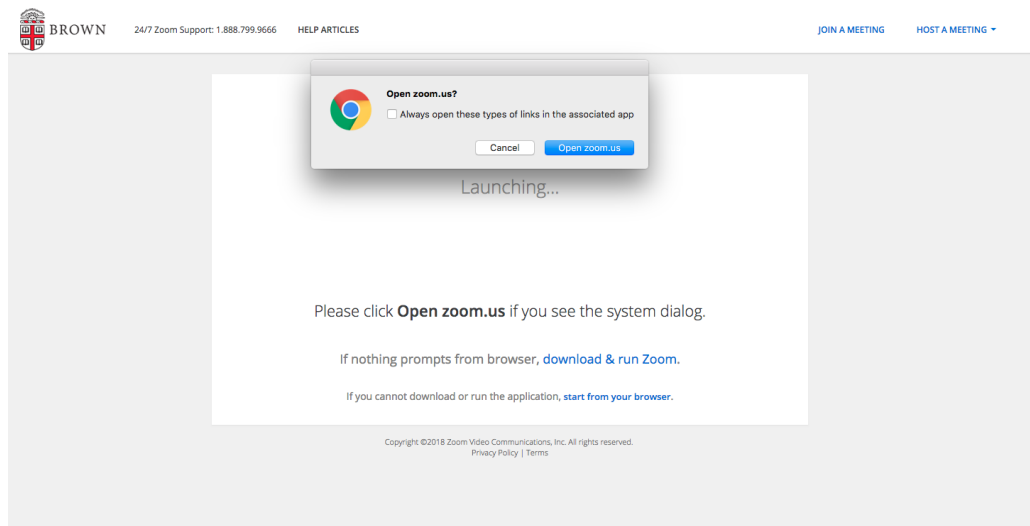 BROWN
24/7 Zoom Support: 1.888.799.9666
HELP ARTICLES
JOIN A MEETING
HOST A MEETING
Open zoom.us?
Always open these types of links in the associated app
Cancel
Open zoom.us
Launching...
Please click Open zoom.us if you see the system dialog.
If nothing prompts from browser, download & run Zoom.
If you cannot download or run the application, start from your browser.
Copyright ©2018 Zoom Video Communications, Inc. All rights reserved.
Privacy Policy | Terms